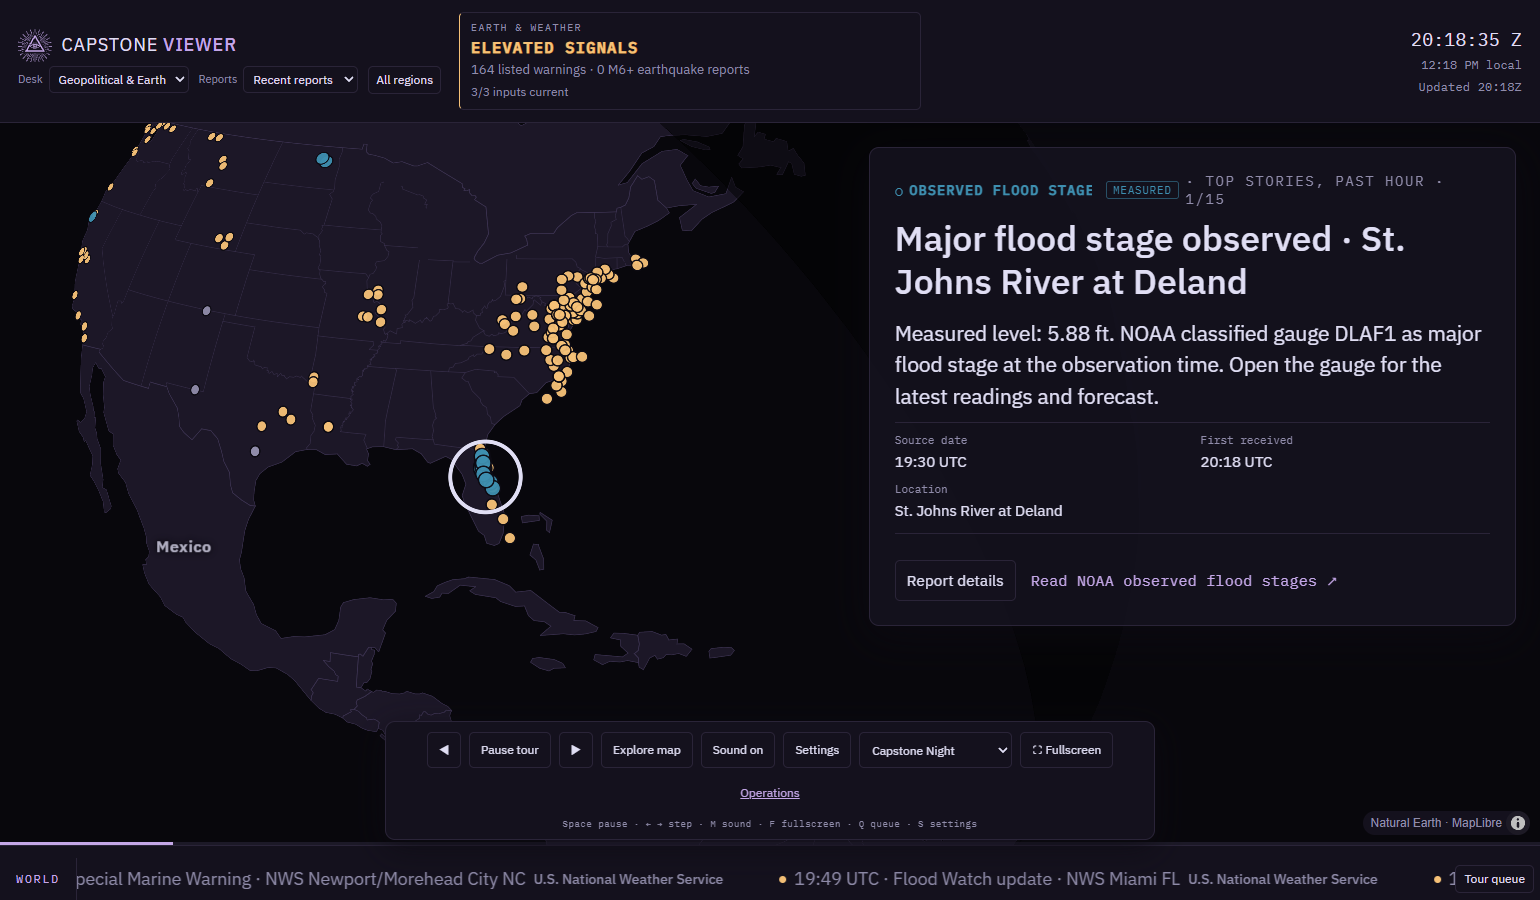 CAPSTONE VIEWER
Desk Geopolitical & Earth Reports Recent reports All regions
EARTH & WEATHER
ELEVATED SIGNALS
164 listed warnings · 0 M6+ earthquake reports
3/3 inputs current
20:18:35 Z
12:18 PM local
Updated 20:18Z
OBSERVED FLOOD STAGE MEASURED · TOP STORIES, PAST HOUR ·
1/15
Major flood stage observed · St.
Johns River at Deland
Measured level: 5.88 ft. NOAA classified gauge DLAF1 as major
flood stage at the observation time. Open the gauge for the
latest readings and forecast.
Source date First received
19:30 UTC 20:18 UTC
Location
St. Johns River at Deland
Report details Read NOAA observed flood stages ↗
Mexico
◀ Pause tour ▶ Explore map Sound on Settings Capstone Night ⛶ Fullscreen
Operations
Space pause · ← → step · M sound · F fullscreen · Q queue · S settings
Natural Earth · MapLibre
WORLD pecial Marine Warning · NWS Newport/Morehead City NC U.S. National Weather Service 19:49 UTC · Flood Watch update · NWS Miami FL U.S. National Weather Service Tour queue